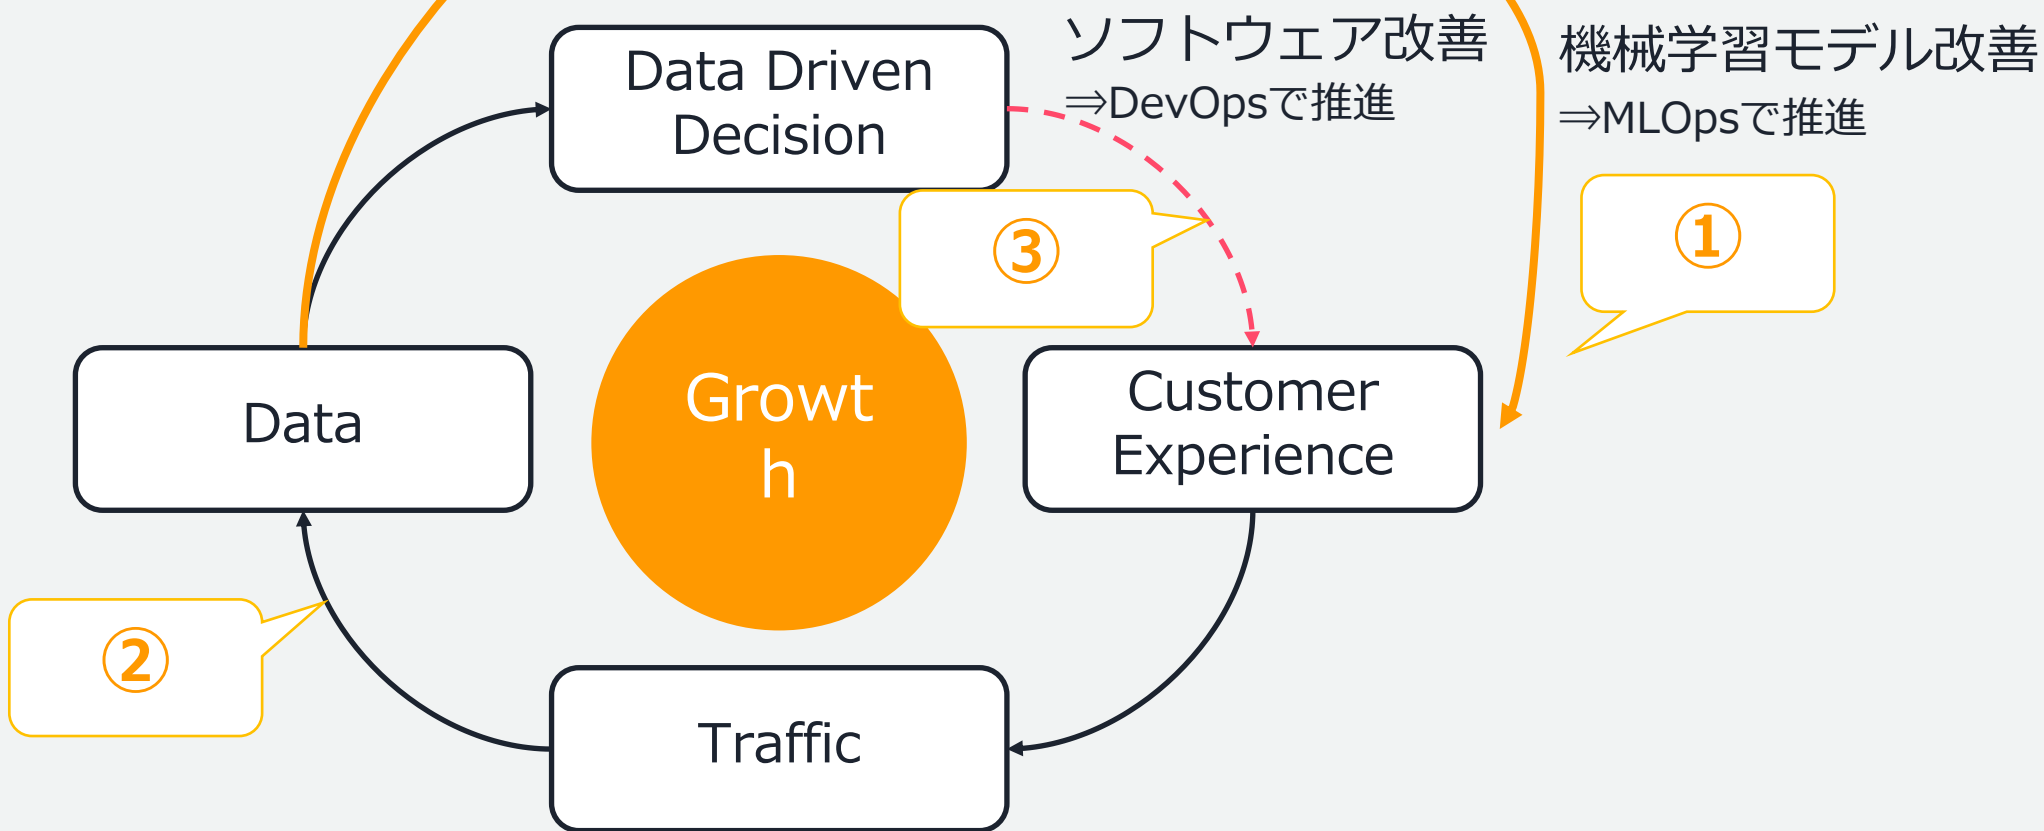 Data Driven
Decision
ソフトウェア改善
⇒DevOpsで推進
機械学習モデル改善
⇒MLOpsで推進
①
③
Growt
h
Data
Customer
Experience
②
Traffic